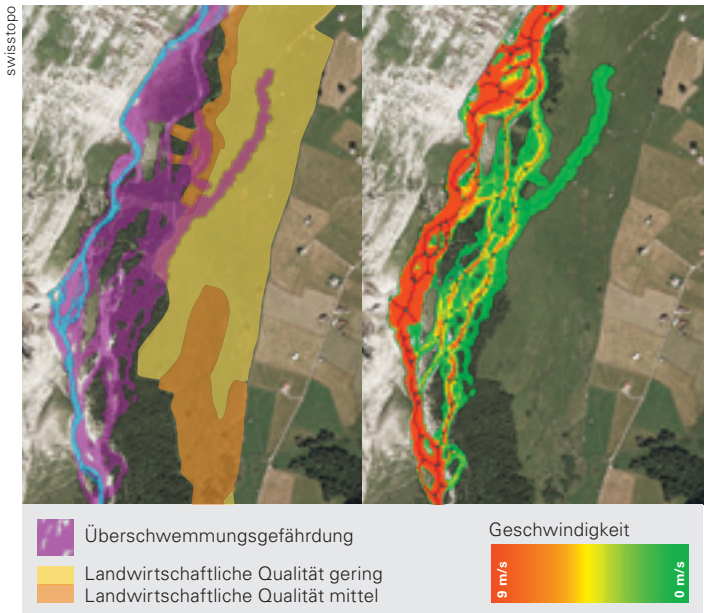 swisstopo
Überschwemmungsgefährdung
Landwirtschaftliche Qualität gering
Landwirtschaftliche Qualität mittel
Geschwindigkeit
9 m/s
0 m/s